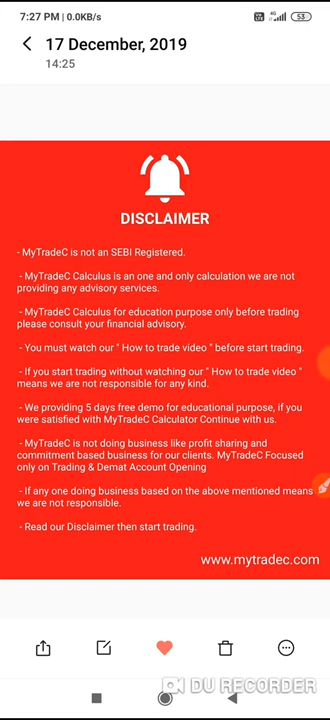 7:27 PM | 0.0KB/s
4G
53
17 December, 2019
14:25
DISCLAIMER
- MyTradeC is not an SEBI Registered.
- MyTradeC Calculus is an one and only calculation we are not
providing any advisory services.
- MyTradeC Calculus for education purpose only before trading
please consult your financial advisory.
- You must watch our " How to trade video " before start trading.
- If you start trading without watching our " How to trade video "
means we are not responsible for any kind.
- We providing 5 days free demo for educational purpose, if you
were satisfied with MyTradeC Calculator Continue with us.
- MyTradeC is not doing business like profit sharing and
commitment based business for our clients. MyTradeC Focused
only on Trading & Demat Account Opening
- If any one doing business based on the above mentioned means
we are not responsible.
- Read our Disclaimer then start trading.
www.mytradec.com
DU RECORDER